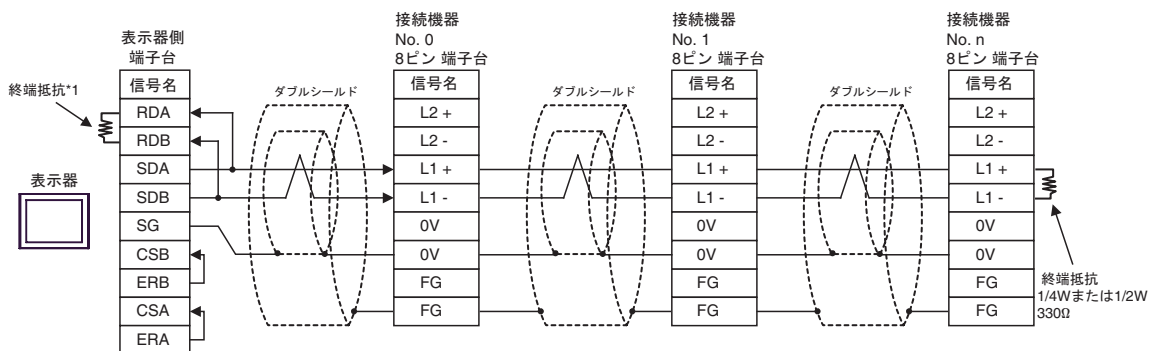 表示器側
端子台
信号名
RDA
RDB
SDA
SDB
SG
CSB
ERB
CSA
ERA
終端抵抗*1
表示器
ダブルシールド
接続機器
No. 0
8ピン 端子台
信号名
L2 +
L2 -
L1 +
L1 -
0V
0V
FG
FG
ダブルシールド
接続機器
No. 1
8ピン 端子台
信号名
L2 +
L2 -
L1 +
L1 -
0V
0V
FG
FG
ダブルシールド
接続機器
No. n
8ピン 端子台
信号名
L2 +
L2 -
L1 +
L1 -
0V
0V
FG
FG
終端抵抗
1/4Wまたは1/2W
330Ω